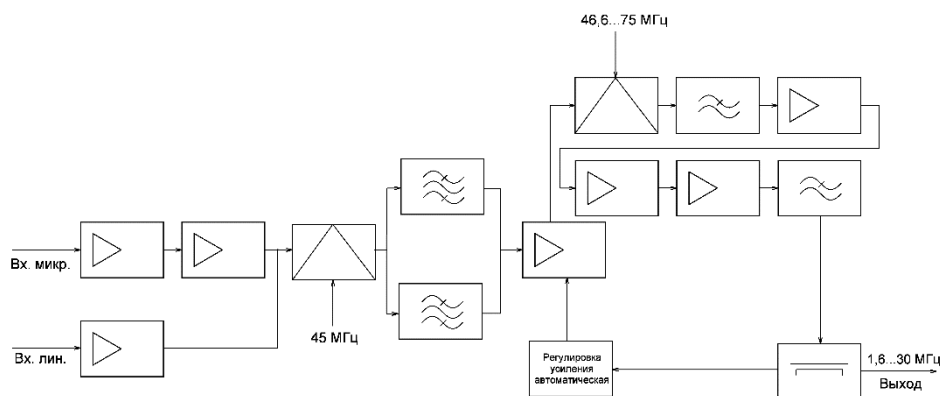 46,6...75 МГц
Вх. микр.
45 МГц
Вх. лин.
Регулировка
усиления
автоматическая
1,6...30 МГц
Выход